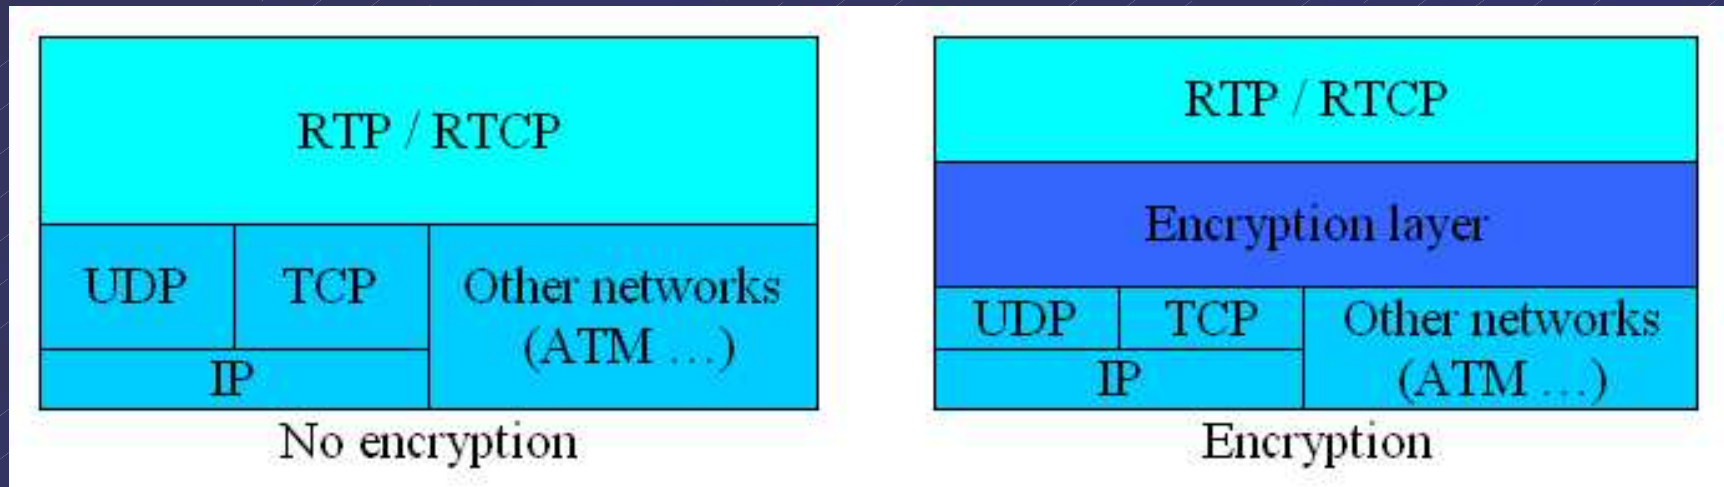 RTP / RTCP
UDP
TCP
Other networks
(ATM ...)
IP
No encryption
RTP / RTCP
Encryption layer
UDP
TCP
Other networks
(ATM ...)
IP
Encryption